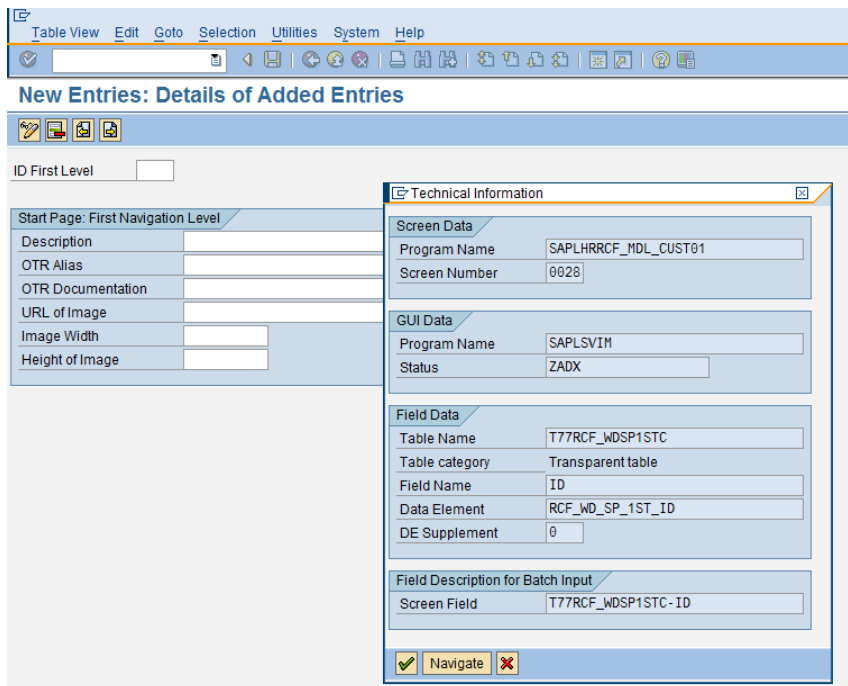 Table View Edit Goto Selection Utilities System Help
New Entries: Details of Added Entries
ID First Level
Start Page: First Navigation Level
Description
OTR Alias
OTR Documentation
URL of Image
Image Width
Height of Image
Technical Information
Screen Data
Program Name SAPLHRRCF_MDL_CUST01
Screen Number 0028
GUI Data
Program Name SAPLSVIM
Status ZADX
Field Data
Table Name T77RCF_WDSP1STC
Table category Transparent table
Field Name ID
Data Element RCF_WD_SP_1ST_ID
DE Supplement 0
Field Description for Batch Input
Screen Field T77RCF_WDSP1STC-ID
Navigate